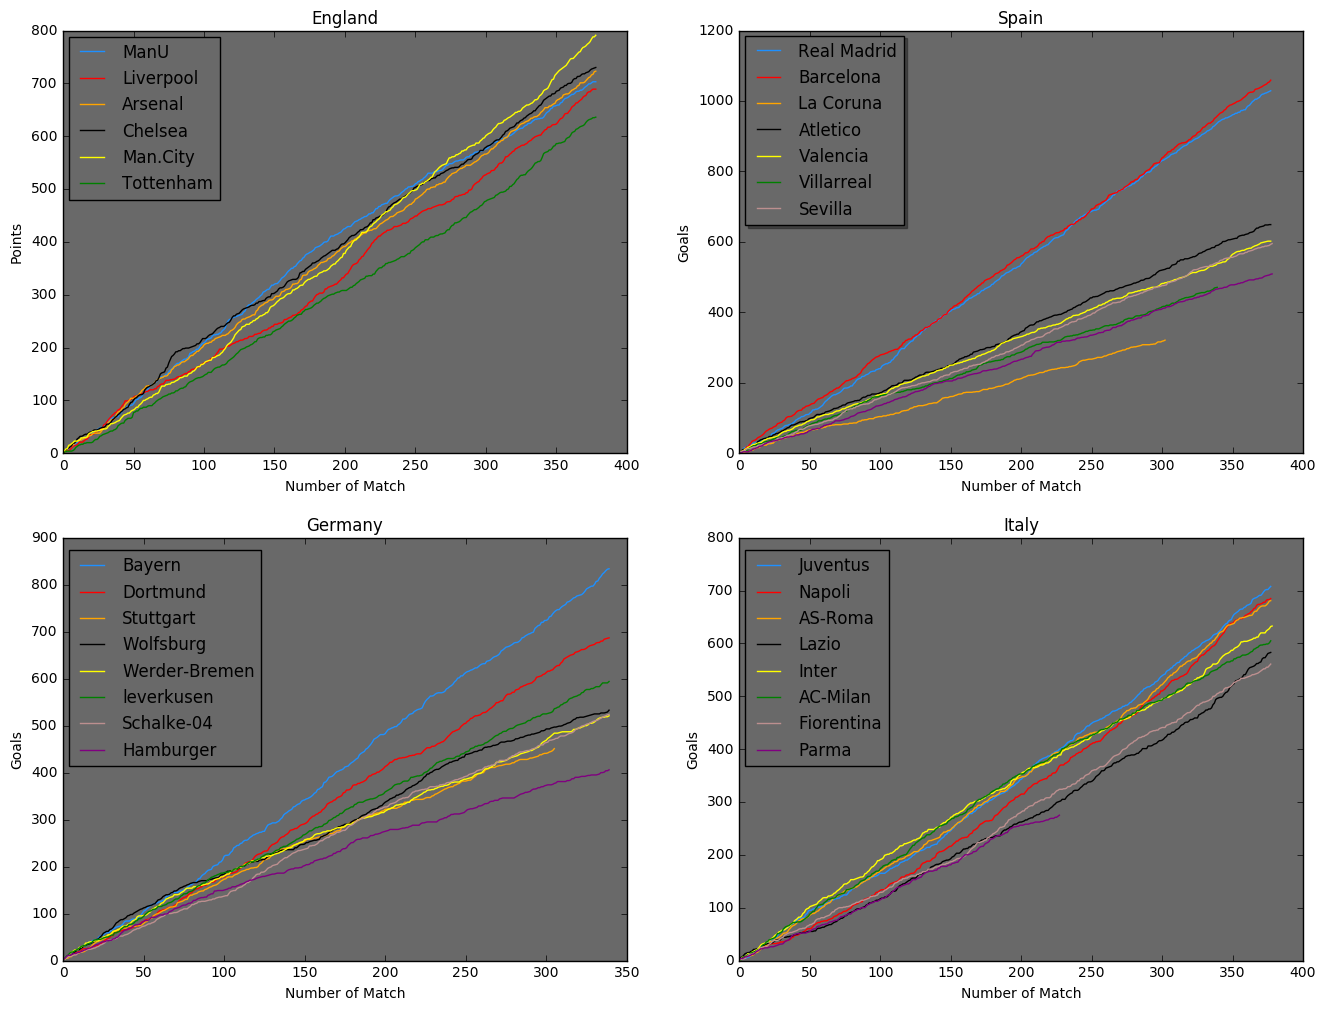 England
800
700
600
500
400
300
200
100
0
Points
ManU
Liverpool
Arsenal
Chelsea
Man.City
Tottenham
0 50 100 150 200 250 300 350 400
Number of Match
Spain
1200
1000
800
600
400
200
0
Goals
Real Madrid
Barcelona
La Coruna
Atletico
Valencia
Villarreal
Sevilla
0 50 100 150 200 250 300 350 400
Number of Match
Germany
900
800
700
600
500
400
300
200
100
0
Goals
Bayern
Dortmund
Stuttgart
Wolfsburg
Werder-Bremen
leverkusen
Schalke-04
Hamburger
0 50 100 150 200 250 300 350
Number of Match
Italy
800
700
600
500
400
300
200
100
0
Goals
Juventus
Napoli
AS-Roma
Lazio
Inter
AC-Milan
Fiorentina
Parma
0 50 100 150 200 250 300 350 400
Number of Match